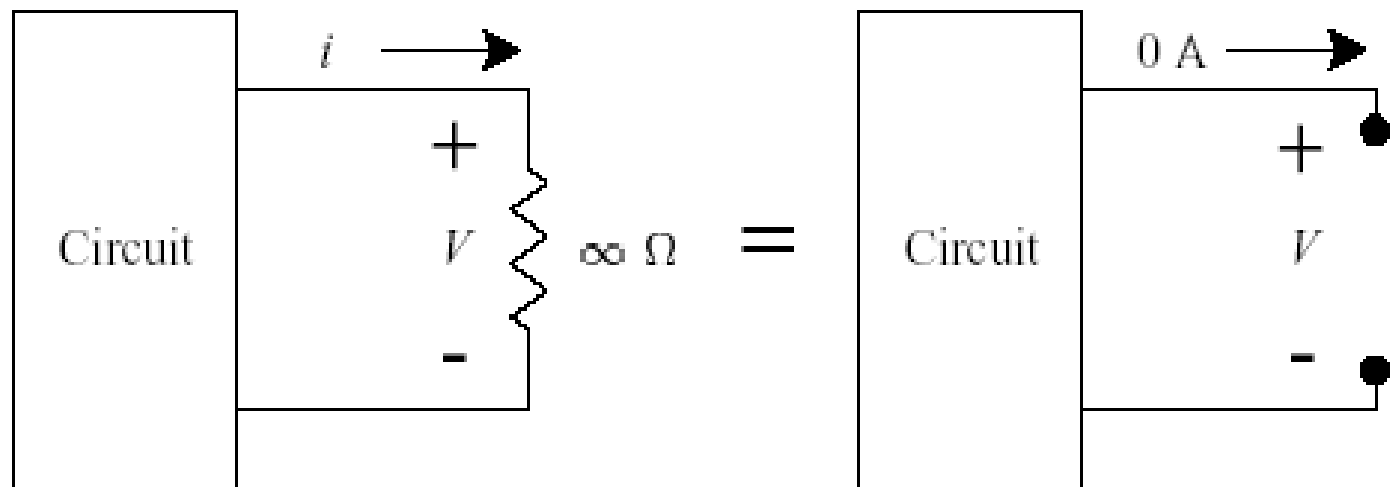 i
+
Circuit
V
∞ Ω
-
=
0 A
+
Circuit
V
-